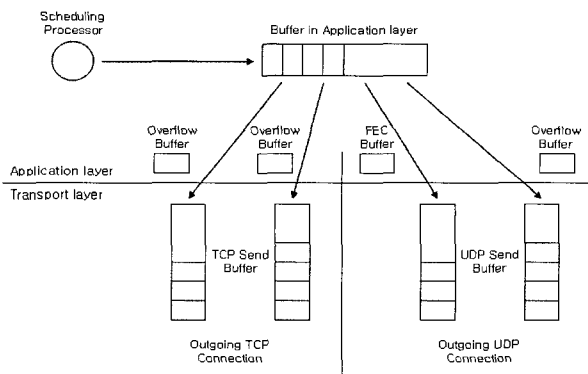 Scheduling
Processor
Buffer in Application layer
Overflow
Buffer
Overflow
Buffer
FEC
Buffer
Overflow
Buffer
Application layer
Transport layer
TCP Send
Buffer
UDP Send
Buffer
Outgoing TCP
Connection
Outgoing UDP
Connection